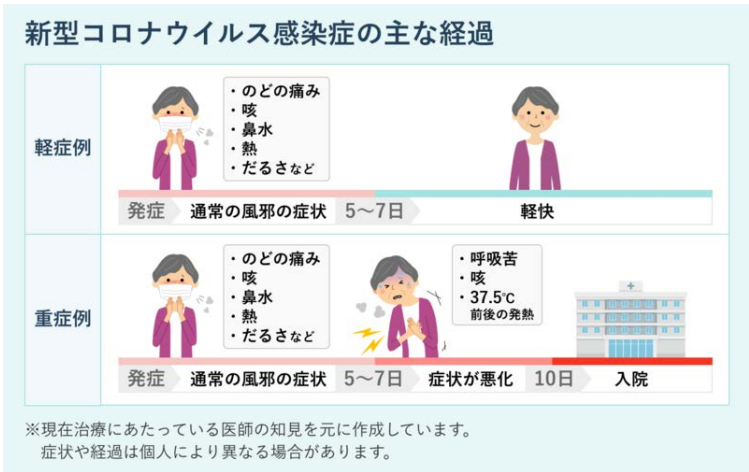 新型コロナウイルス感染症の主な経過
軽症例
・のどの痛み
・咳
・鼻水
・熱
・だるさなど
発症 通常の風邪の症状 5〜7日 軽快
重症例
・のどの痛み
・咳
・鼻水
・熱
・だるさなど
・呼吸苦
・咳
・37.5℃
前後の発熱
発症 通常の風邪の症状 5〜7日 症状が悪化 10日 入院
※現在治療にあたっている医師の知見を元に作成しています。
症状や経過は個人により異なる場合があります。